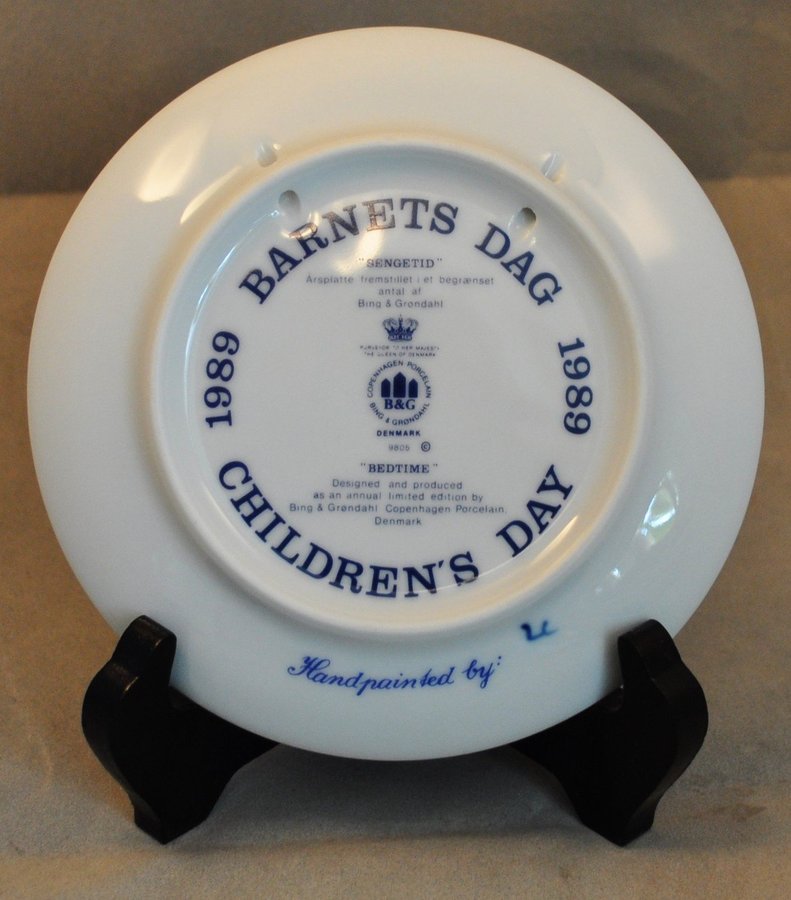 BARNETS DAG
"SENGETID"
Årsplatte fremstillet i et begrænset
antal af
Bing & Grøndahl
PURVEYOR TO HER MAJESTY
THE QUEEN OF DENMARK
COPENHAGEN PORCELAIN
B&G
BING & GRØNDAHL
DENMARK
9805 ©
1989
1989
"BEDTIME"
Designed and produced
as an annual limited edition by
Bing & Grøndahl Copenhagen Porcelain,
Denmark
CHILDREN'S DAY
Handpainted by: